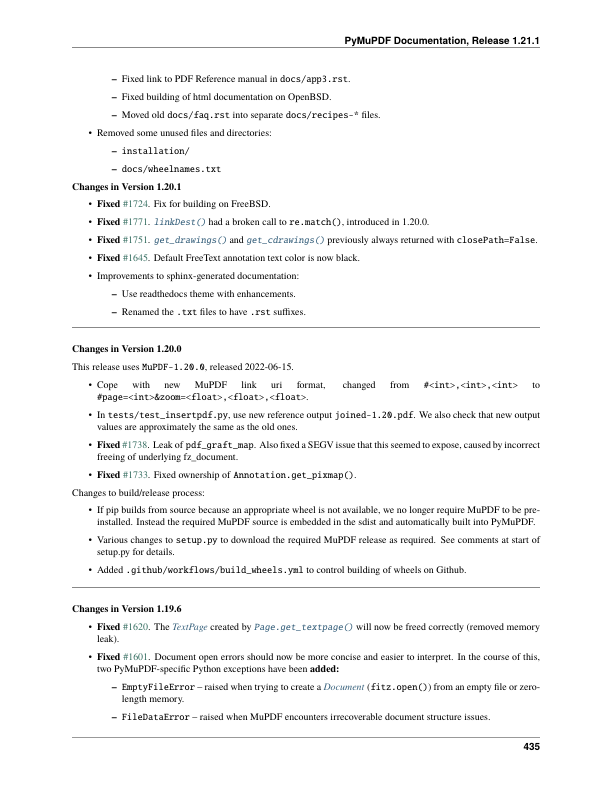 PyMuPDF Documentation, Release 1.21.1
– Fixed link to PDF Reference manual in docs/app3.rst.
– Fixed building of html documentation on OpenBSD.
– Moved old docs/faq.rst into separate docs/recipes-* files.
• Removed some unused files and directories:
– installation/
– docs/wheelnames.txt
Changes in Version 1.20.1
• Fixed #1724. Fix for building on FreeBSD.
• Fixed #1771. linkDest() had a broken call to re.match(), introduced in 1.20.0.
• Fixed #1751. get_drawings() and get_cdrawings() previously always returned with closePath=False.
• Fixed #1645. Default FreeText annotation text color is now black.
• Improvements to sphinx-generated documentation:
– Use readthedocs theme with enhancements.
– Renamed the .txt files to have .rst suffixes.
Changes in Version 1.20.0
This release uses MuPDF-1.20.0, released 2022-06-15.
• Cope with new MuPDF link uri format, changed from #<int>,<int>,<int> to
#page=<int>&zoom=<float>,<float>,<float>.
• In tests/test_insertpdf.py, use new reference output joined-1.20.pdf. We also check that new output
values are approximately the same as the old ones.
• Fixed #1738. Leak of pdf_graft_map. Also fixed a SEGV issue that this seemed to expose, caused by incorrect
freeing of underlying fz_document.
• Fixed #1733. Fixed ownership of Annotation.get_pixmap().
Changes to build/release process:
• If pip builds from source because an appropriate wheel is not available, we no longer require MuPDF to be pre-
installed. Instead the required MuPDF source is embedded in the sdist and automatically built into PyMuPDF.
• Various changes to setup.py to download the required MuPDF release as required. See comments at start of
setup.py for details.
• Added .github/workflows/build_wheels.yml to control building of wheels on Github.
Changes in Version 1.19.6
• Fixed #1620. The TextPage created by Page.get_textpage() will now be freed correctly (removed memory
leak).
• Fixed #1601. Document open errors should now be more concise and easier to interpret. In the course of this,
two PyMuPDF-specific Python exceptions have been added:
– EmptyFileError – raised when trying to create a Document (fitz.open()) from an empty file or zero-
length memory.
– FileDataError – raised when MuPDF encounters irrecoverable document structure issues.
435